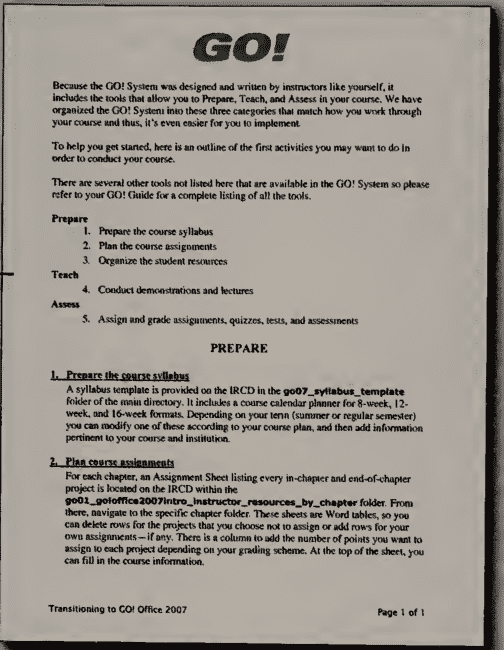 GO!
Because the GO! System was designed and written by instructors like yourself, it
includes the tools that allow you to Prepare, Teach, and Assess in your course. We have
organized the GO! System into these three categories that match how you work through
your course and thus, it's even easier for you to implement.
To help you get started, here is an outline of the first activities you may want to do in
order to conduct your course.
There are several other tools not listed here that are available in the GO! System so please
refer to your GO! Guide for a complete listing of all the tools.
Prepare
1. Prepare the course syllabus
2. Plan the course assignments
3. Organize the student resources
Teach
4. Conduct demonstrations and lectures
Assess
5. Assign and grade assignments, quizzes, tests, and assessments
PREPARE
1. Prepare the course syllabus
A syllabus template is provided on the IRCD in the go07_syllabus_template
folder of the main directory. It includes a course calendar planner for 8-week, 12-
week, and 16-week formats. Depending on your term (summer or regular semester)
you can modify one of these according to your course plan, and then add information
pertinent to your course and institution.
2. Plan course assignments
For each chapter, an Assignment Sheet listing every in-chapter and end-of-chapter
project is located on the IRCD within the
go01_gooffice2007intro_instructor_resources_by_chapter folder. From
there, navigate to the specific chapter folder. These sheets are Word tables, so you
can delete rows for the projects that you choose not to assign or add rows for your
own assignments—if any. There is a column to add the number of points you want to
assign to each project depending on your grading scheme. At the top of the sheet, you
can fill in the course information.
Transitioning to GO! Office 2007
Page 1 of 1